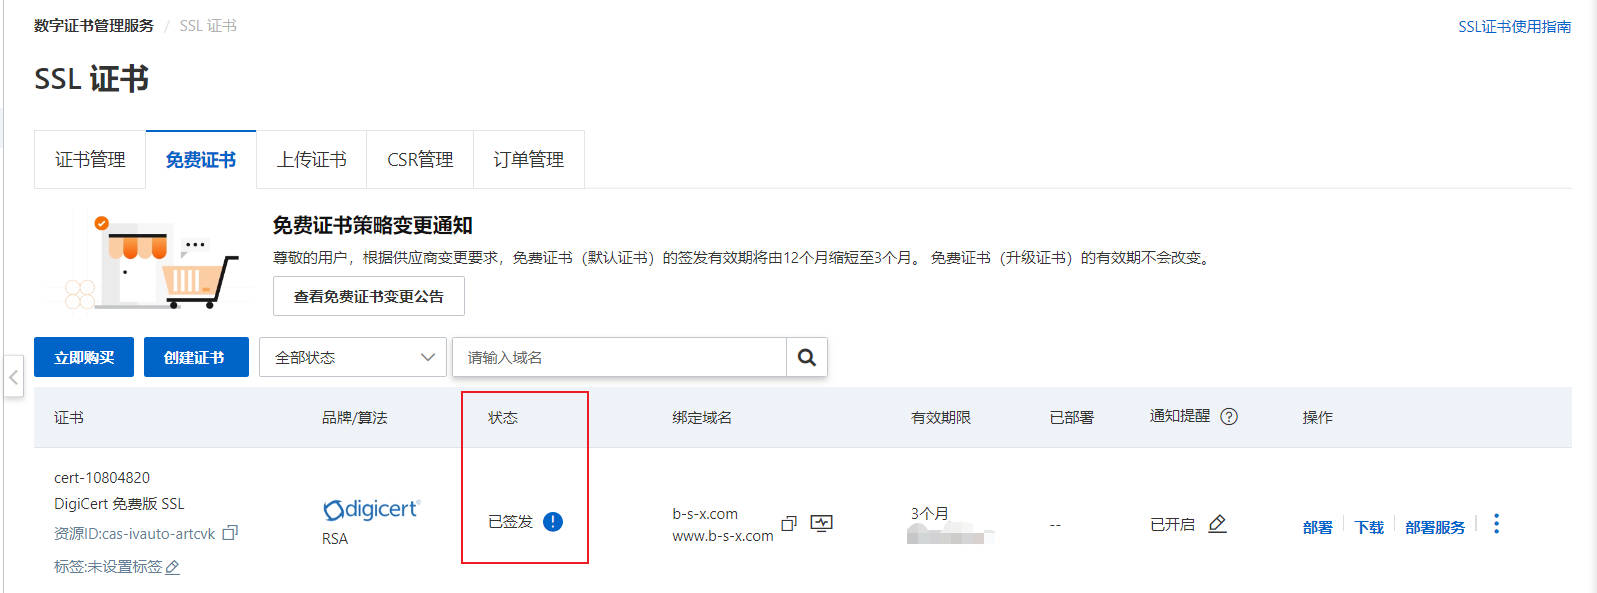 数字证书管理服务 / SSL 证书
SSL证书使用指南
SSL 证书
证书管理 免费证书 上传证书 CSR管理 订单管理
免费证书策略变更通知
尊敬的用户，根据供应商变更要求，免费证书（默认证书）的签发有效期将由12个月缩短至3个月。 免费证书（升级证书）的有效期不会改变。
查看免费证书变更公告
立即购买 创建证书 全部状态 请输入域名
证书 品牌/算法 状态 绑定域名 有效期限 已部署 通知提醒 ? 操作
cert-10804820
DigiCert 免费版 SSL
资源ID:cas-ivauto-artcvk
标签:未设置标签
digicert®
RSA
已签发 !
b-s-x.com
www.b-s-x.com
3个月
--
已开启
部署 下载 部署服务